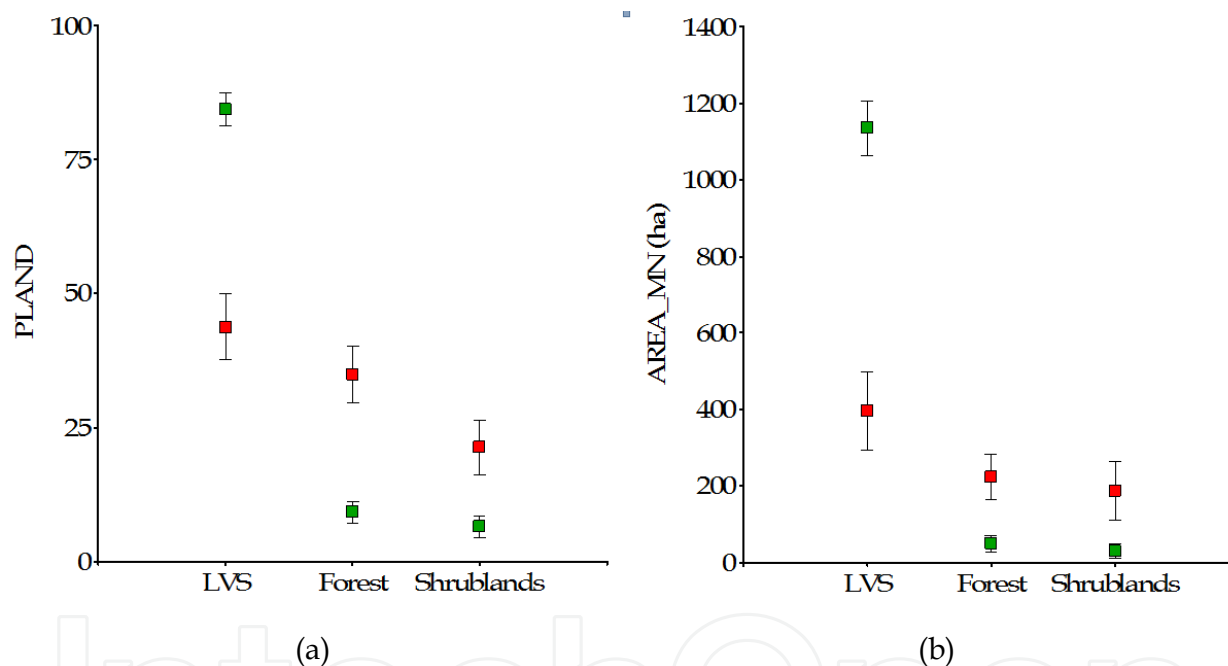 100
75
50
25
0
PLAND
LVS Forest Shrublands
(a)
1400
1200
1000
800
600
400
200
0
AREA_MN (ha)
LVS Forest Shrublands
(b)
IntechOpen